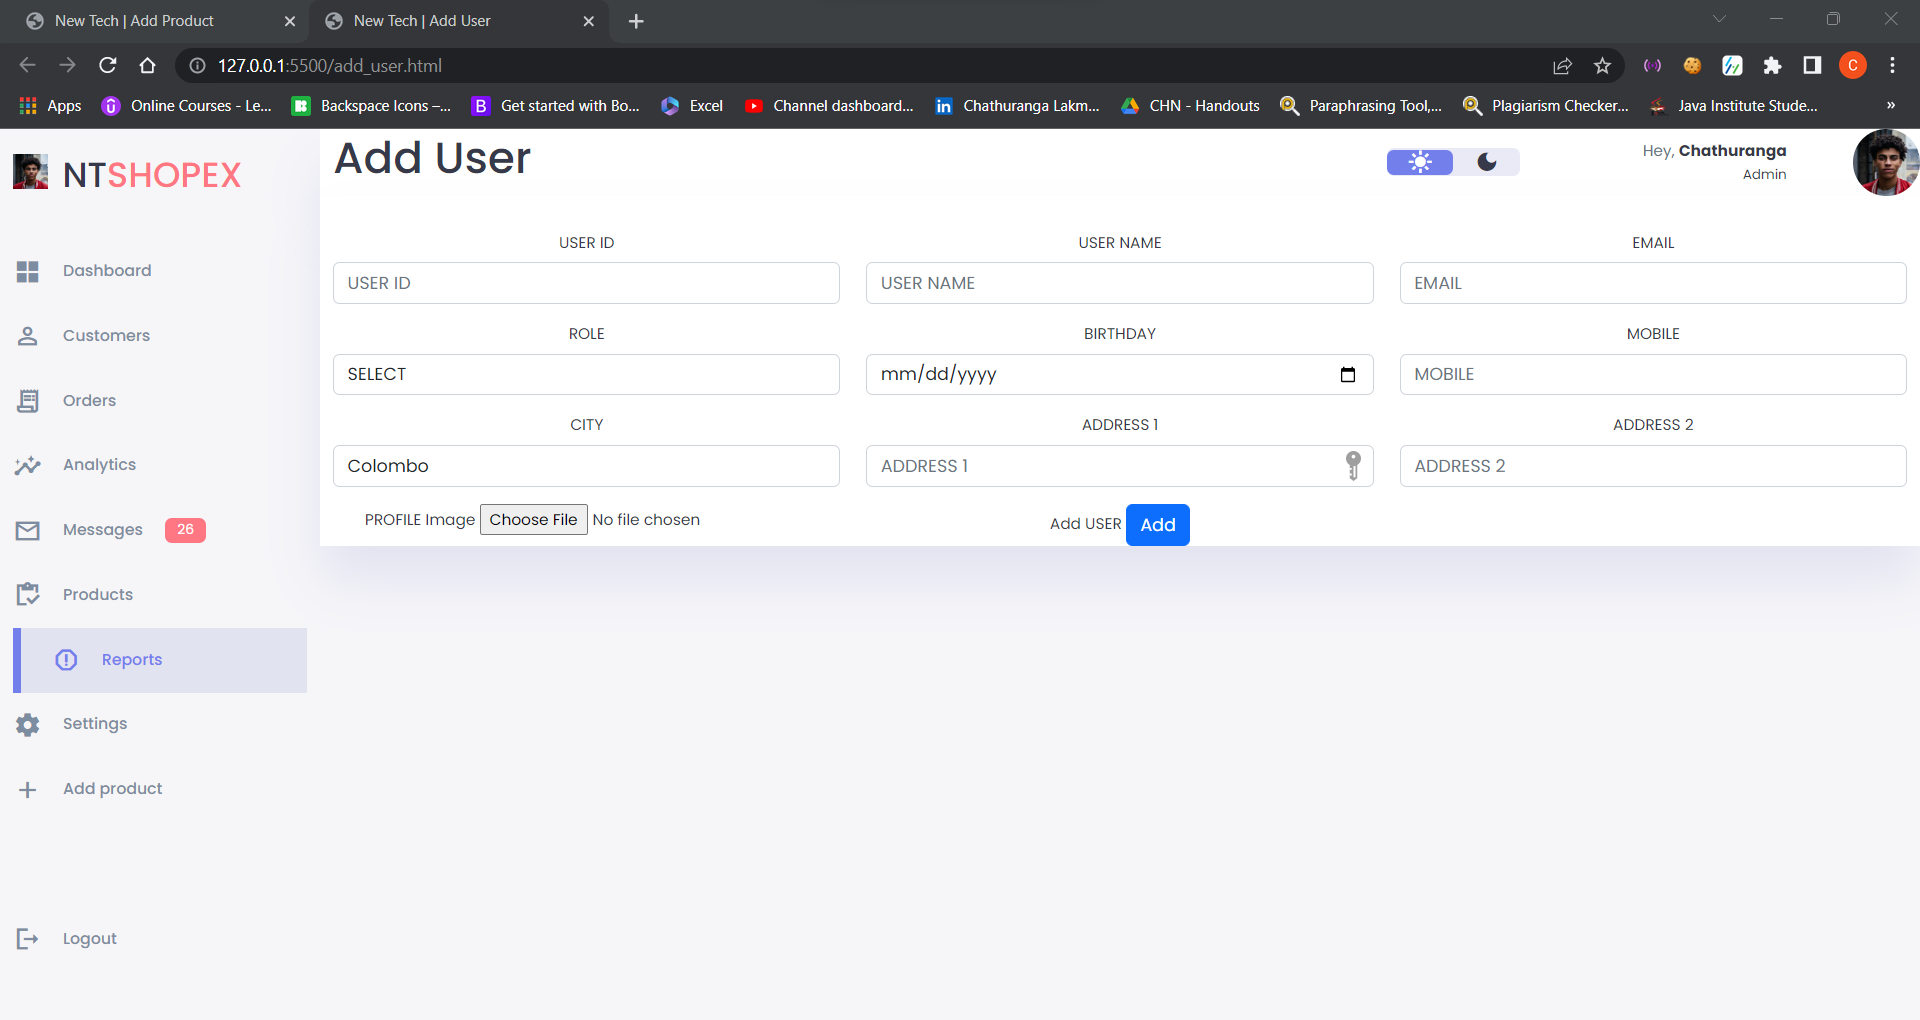 New Tech | Add Product
New Tech | Add User
127.0.0.1:5500/add_user.html
C
Apps
Online Courses - Le...
Backspace Icons –...
Get started with Bo...
Excel
Channel dashboard...
Chathuranga Lakm...
CHN - Handouts
Paraphrasing Tool,...
Plagiarism Checker...
Java Institute Stude...
»
NTSHOPEX
Add User
Hey, Chathuranga
Admin
Dashboard
Customers
Orders
Analytics
Messages 26
Products
Reports
Settings
Add product
Logout
USER ID
USER NAME
EMAIL
USER ID
USER NAME
EMAIL
ROLE
BIRTHDAY
MOBILE
SELECT
mm/dd/yyyy
MOBILE
CITY
ADDRESS 1
ADDRESS 2
Colombo
ADDRESS 1
ADDRESS 2
PROFILE Image Choose File No file chosen
Add USER Add